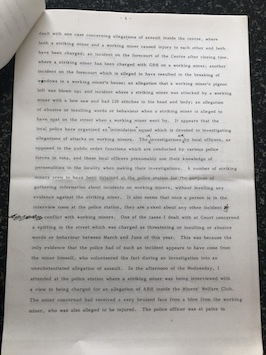 - 4 -
dealt with was one case concerning allegations of assault inside the centre, where
both a striking miner and a working miner caused injury to each other and both
have been charged; an incident on the forecourt of the Centre after closing time,
where a striking miner has been charged with GBH on a working miner; another
incident on the forecourt which is alleged to have resulted in the breaking of
windows in a working miner's house; an allegation that a working miner's pigeon
loft was blown up; and incident where a striking miner was attacked by a working
miner with a hoe saw and had 120 stitches to his head and body; an allegation
of abusive or insulting words or behaviour when a striking miner is alleged to
have spat on the street when a working miner went by. It appears that the
local police have organised an intimidation squad which is devoted to investigating
allegations of attacks on working miners. The investigations by local officers, as
opposed to the public order functions which are conducted by various police
forces in vans, and these local officers presumably use their knowledge of
personalities in the locality when making their investigations. A number of striking
miners seem to have been detained at the police station for the purpose of
gathering information about incidents on working miners, without needing any
evidence against the striking miner. It also seems that once a person is in the
interview room at the police station, they are asked about any other incidents
conflict with working miners. One of the cases I dealt with at Court concerned
a spitting in the street which was charged as threatening or insulting or abusive
words or behaviour between March and June of this year. This was because the
only evidence that the police had of such an incident appears to have come from
the miner himself, who volunteered the fact during an investigation into an
unsubstantiated allegation of assault. In the afternoon of the Wednesday, I
attended at the police station where a striking miner was being interviewed with
a view to being charged for an allegation of ABH inside the Miners' Welfare Club.
The miner concerned had received a very bruised face from a blow from the working
miner, who was also alleged to be injured. The police officer was at pains to